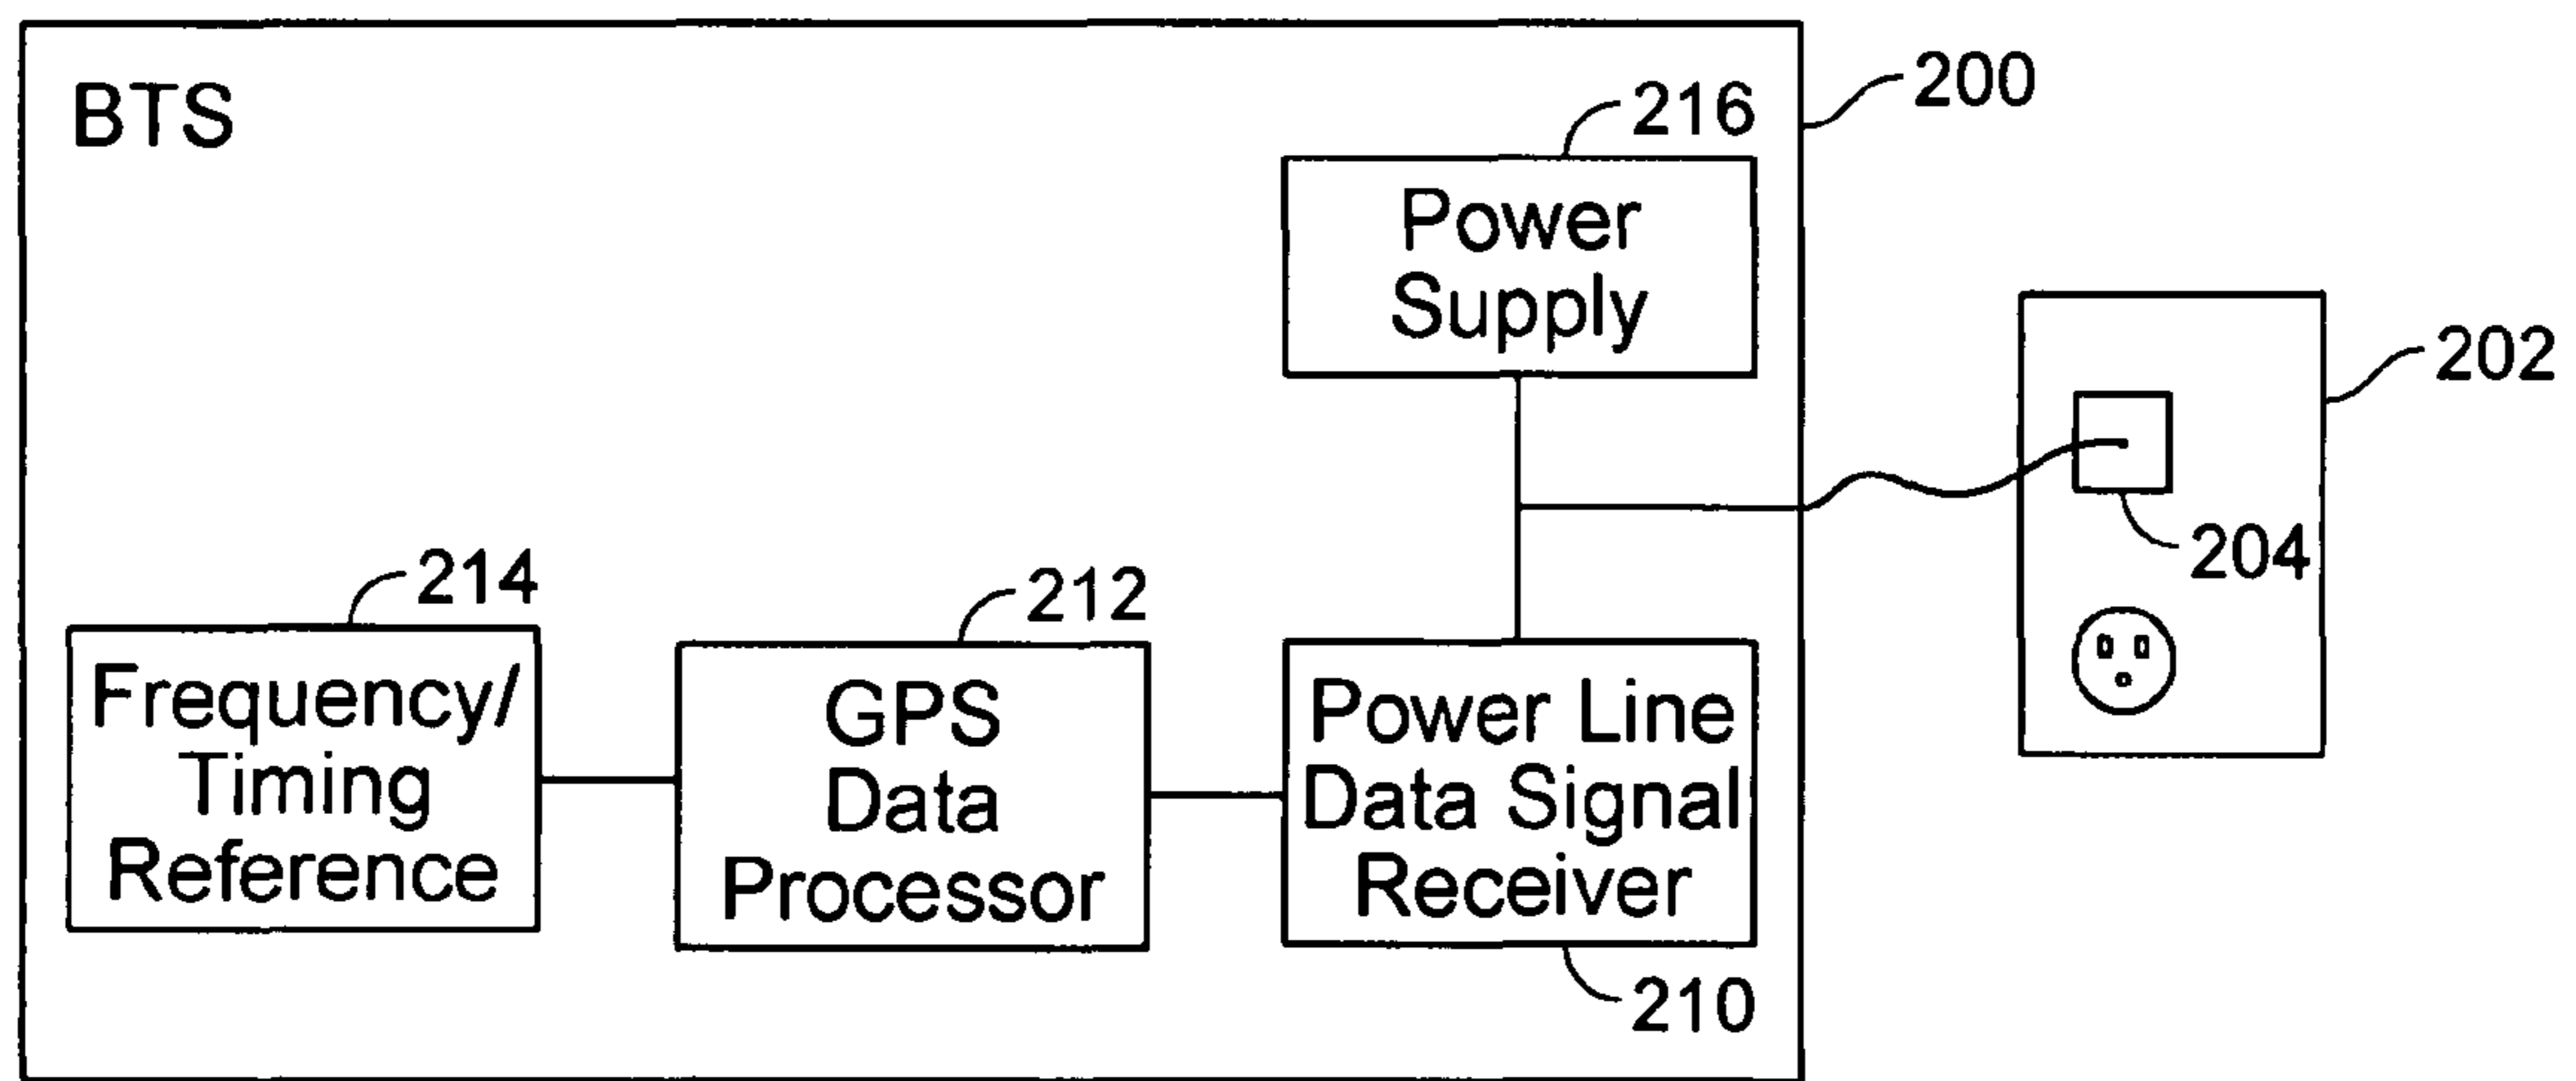 BTS
200
216
Power
Supply
202
204
214
Frequency/
Timing
Reference
212
GPS
Data
Processor
Power Line
Data Signal
Receiver
210